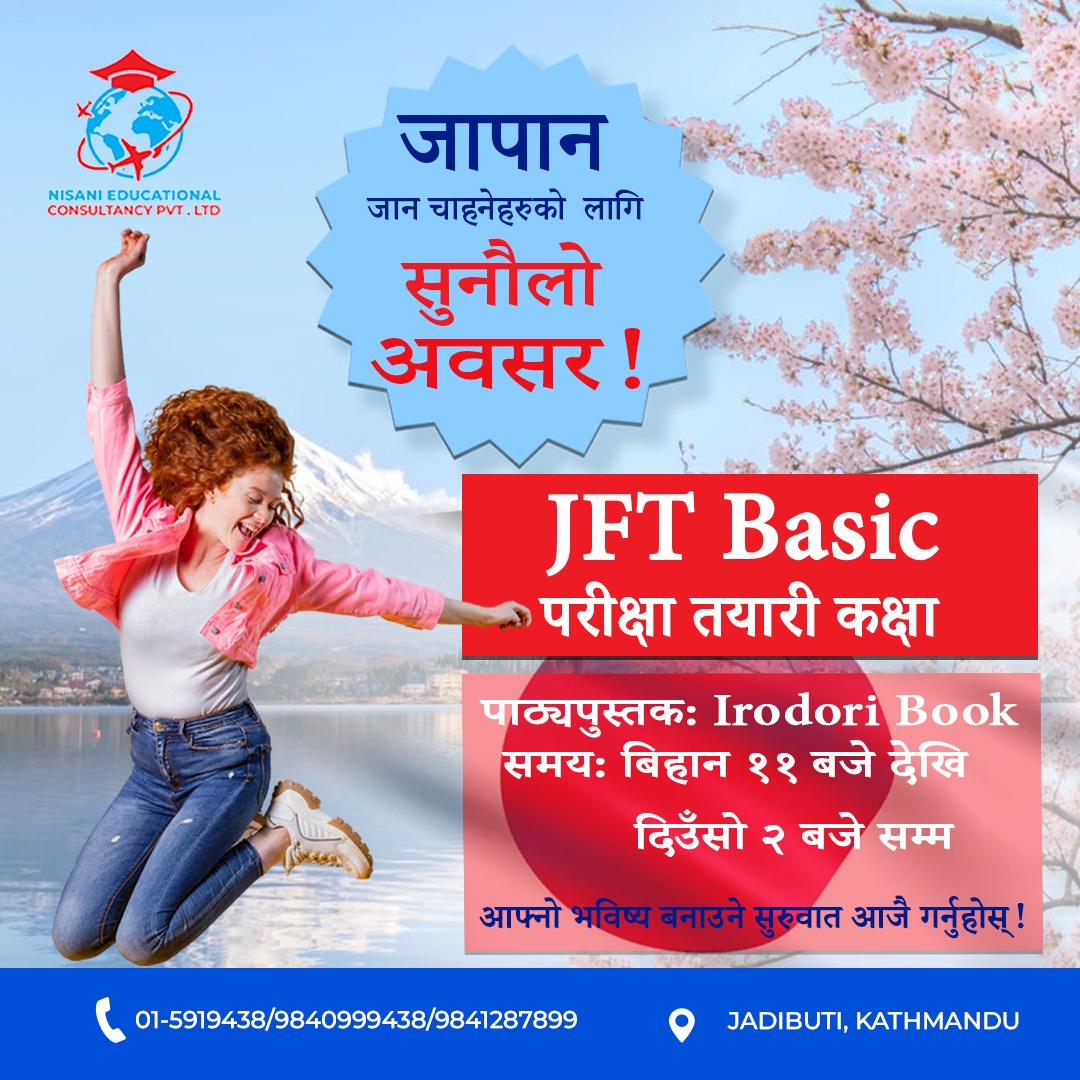 NISANI EDUCATIONAL
CONSULTANCY PVT . LTD
जापान
जान चाहनेहरुको लागि
सुनौलो
अवसर !
JFT Basic
परीक्षा तयारी कक्षा
पाठ्यपुस्तक: Irodori Book
समय: बिहान ११ बजे देखि
दिउँसो २ बजे सम्म
आफ्नो भविष्य बनाउने सुरुवात आजै गर्नुहोस् !
01-5919438/9840999438/9841287899
JADIBUTI, KATHMANDU